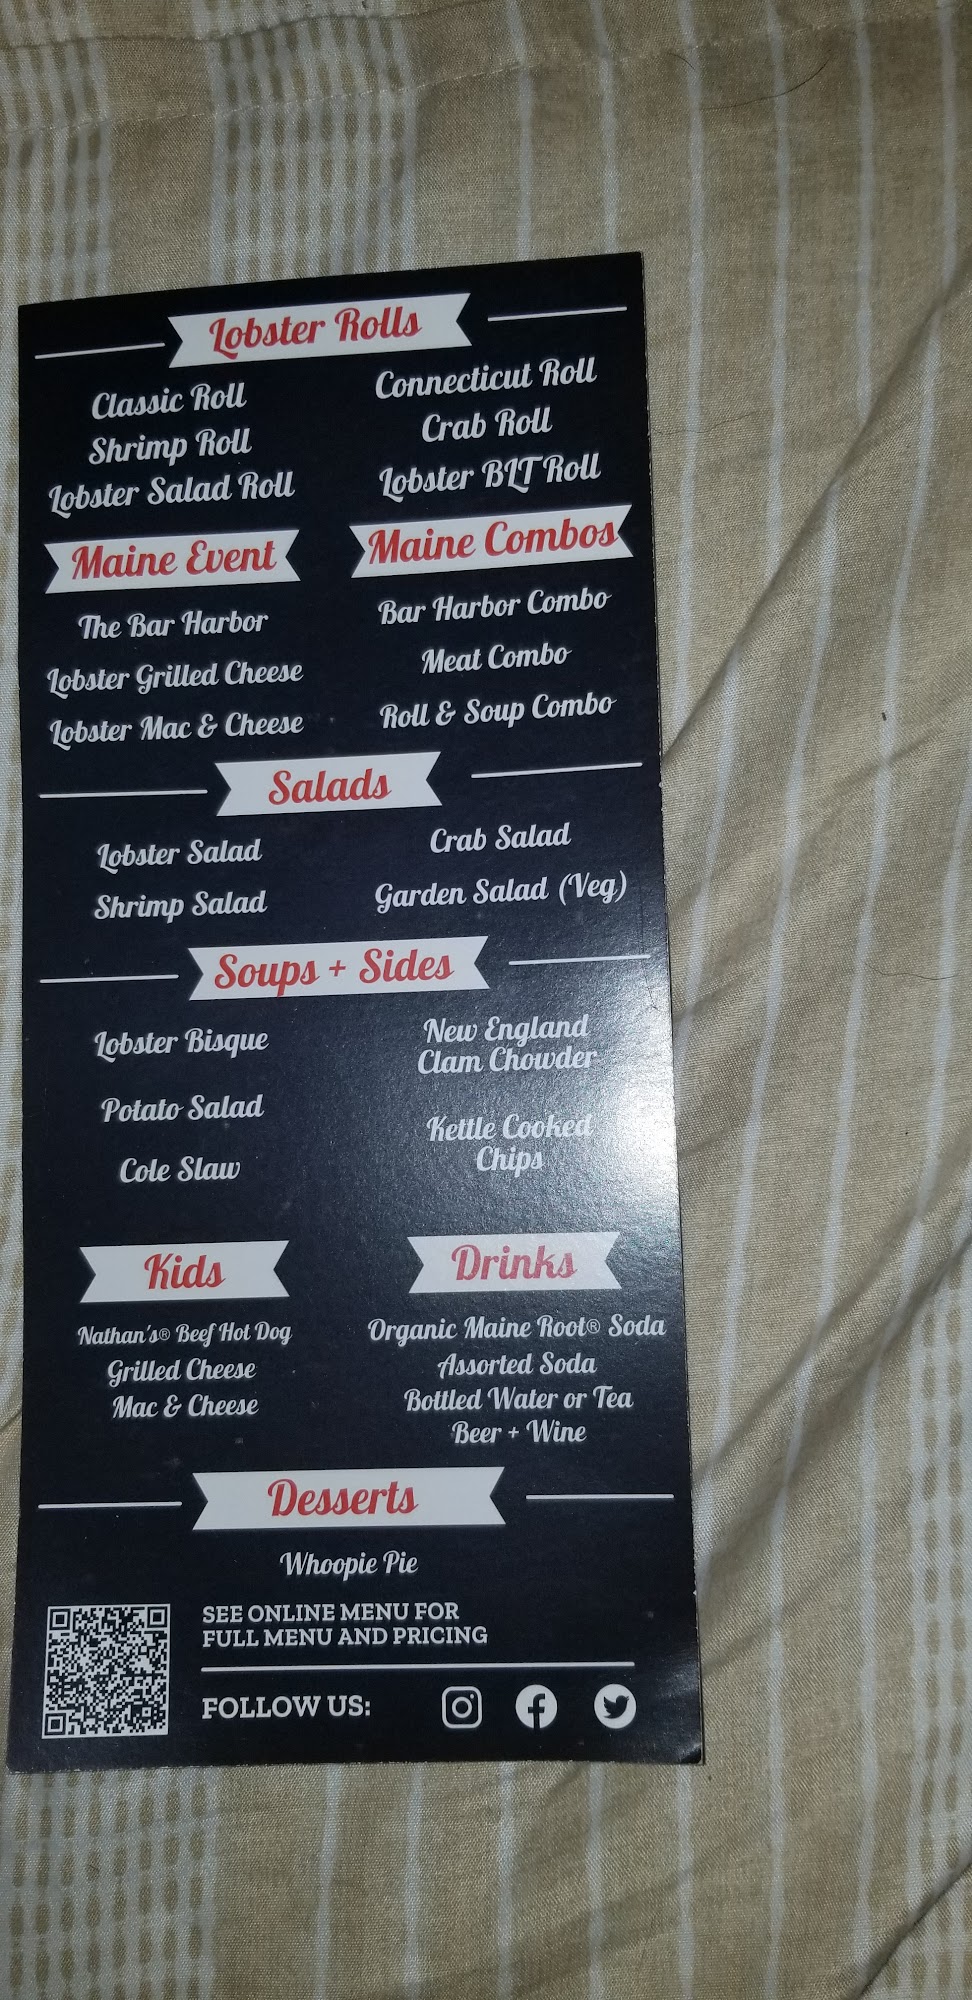 Lobster Rolls
Classic Roll
Connecticut Roll
Shrimp Roll
Crab Roll
Lobster Salad Roll
Lobster BLT Roll
Maine Event
The Bar Harbor
Lobster Grilled Cheese
Lobster Mac & Cheese
Maine Combos
Bar Harbor Combo
Meat Combo
Roll & Soup Combo
Salads
Lobster Salad
Crab Salad
Shrimp Salad
Garden Salad (Veg)
Soups + Sides
Lobster Bisque
Potato Salad
Cole Slaw
New England
Clam Chowder
Kettle Cooked
Chips
Kids
Nathan's® Beef Hot Dog
Grilled Cheese
Mac & Cheese
Drinks
Organic Maine Root® Soda
Assorted Soda
Bottled Water or Tea
Beer + Wine
Desserts
Whoopie Pie
SEE ONLINE MENU FOR
FULL MENU AND PRICING
FOLLOW US: